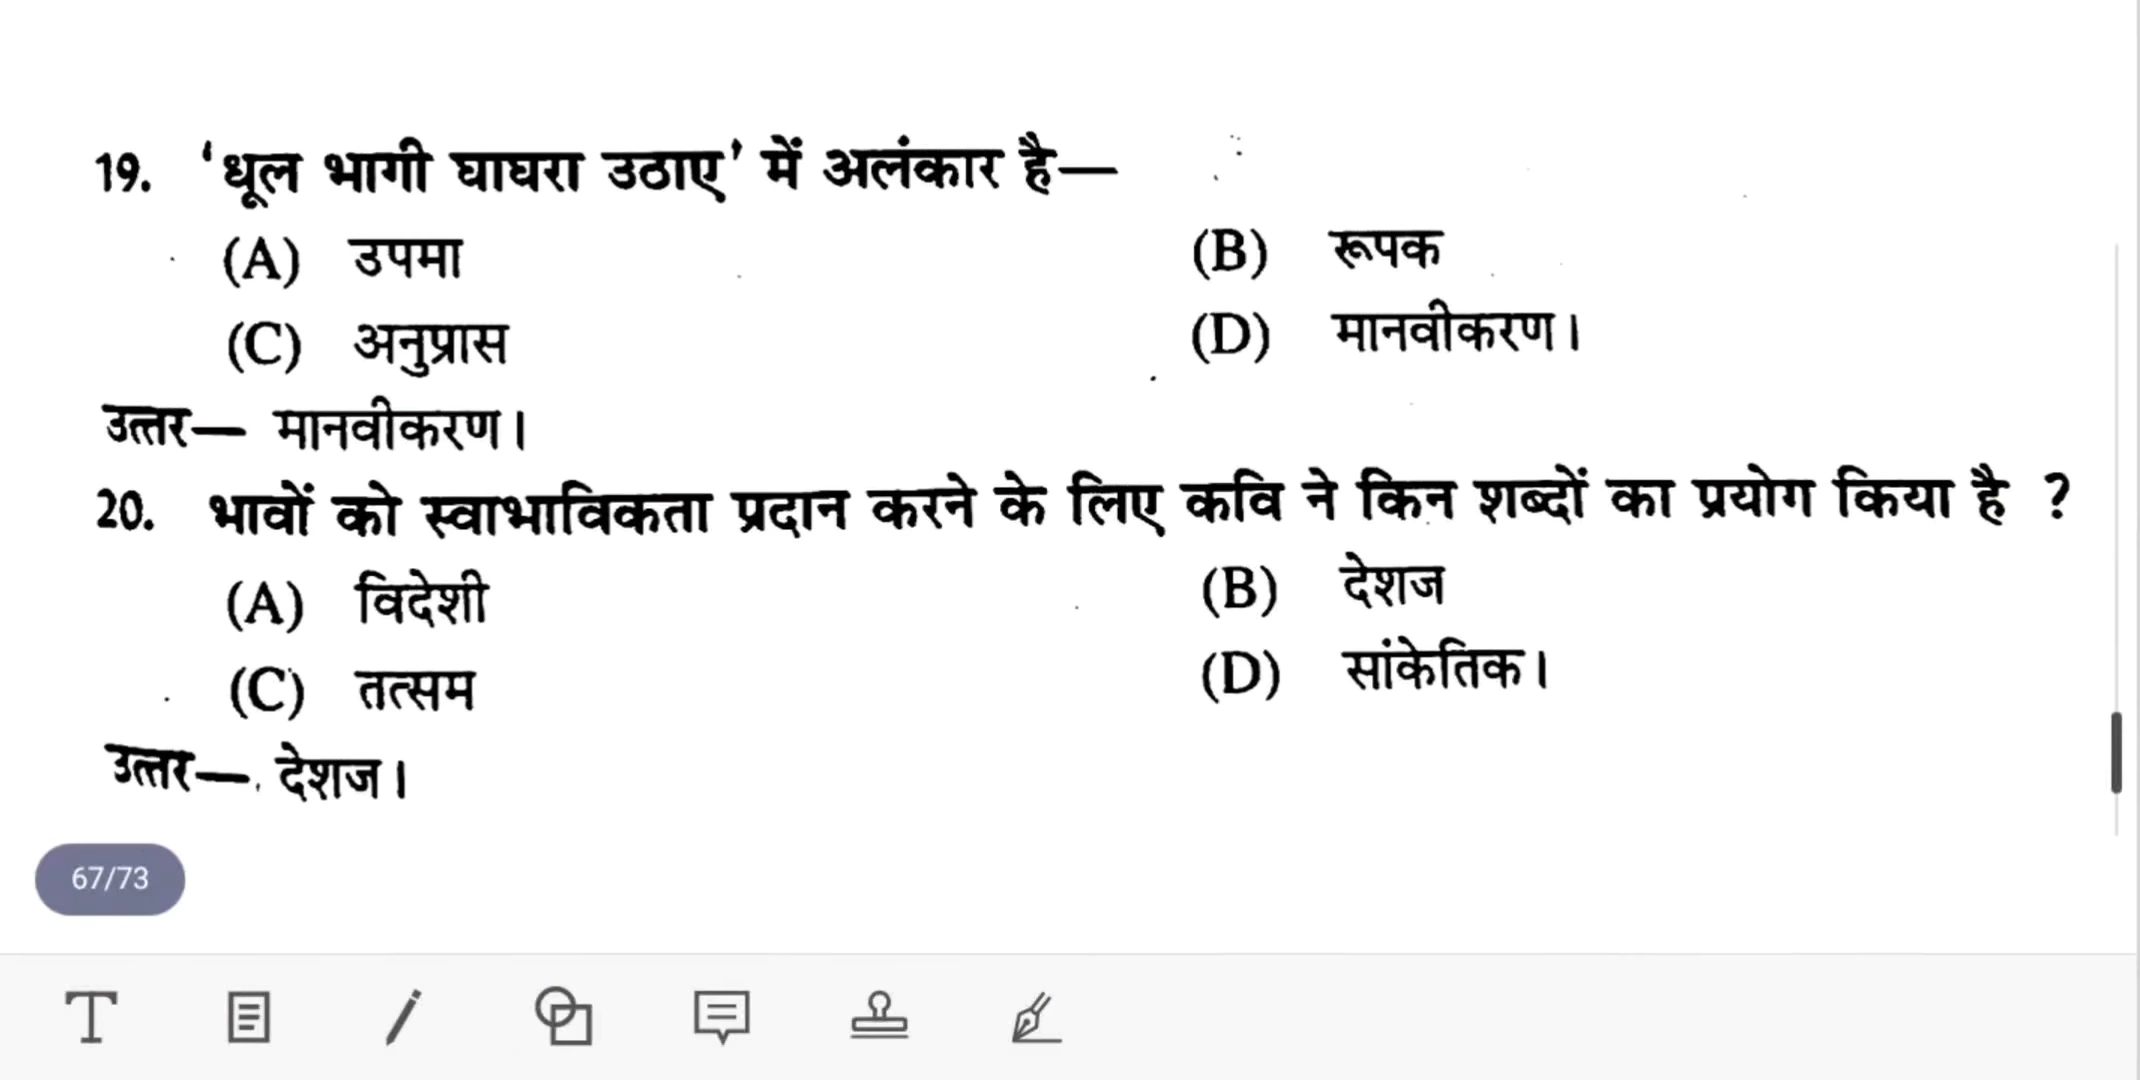 19. ‘धूल भागी घाघरा उठाए’ में अलंकार है—
(A) उपमा (B) रूपक
(C) अनुप्रास (D) मानवीकरण।
उत्तर— मानवीकरण।
20. भावों को स्वाभाविकता प्रदान करने के लिए कवि ने किन शब्दों का प्रयोग किया है ?
(A) विदेशी (B) देशज
(C) तत्सम (D) सांकेतिक।
उत्तर— देशज।
67/73
T